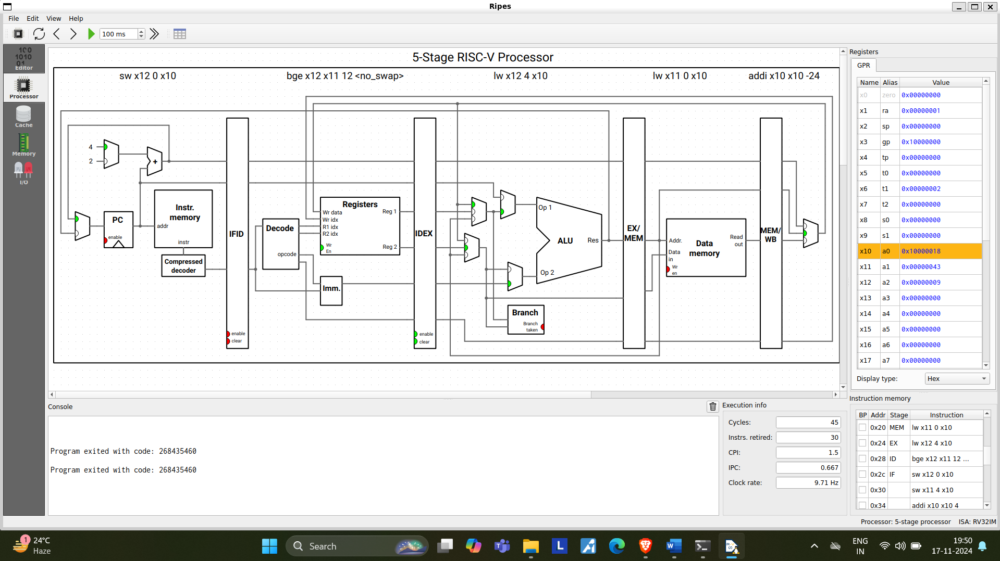 Ripes
File Edit View Help
100 ms
Editor
Processor
Cache
Memory
I/O
5-Stage RISC-V Processor
sw x12 0 x10
bge x12 x11 12 <no_swap>
lw x12 4 x10
lw x11 0 x10
addi x10 x10 -24
4
2
+
PC
enable
Instr.
memory
addr
instr
Compressed
decoder
IFID
enable
clear
Decode
opcode
Registers
Wr data
Wr idx
R1 idx
R2 idx
Wr
En
Reg 1
Reg 2
Imm.
IDEX
enable
clear
Op 1
ALU
Res
Op 2
Branch
Branch
taken
EX/
MEM
Addr.
Data
in
Wr
en
Data
memory
Read
out
MEM/
WB
Registers
GPR
Name Alias Value
x0 zero 0x00000000
x1 ra 0x00000001
x2 sp 0x00000000
x3 gp 0x10000000
x4 tp 0x00000000
x5 t0 0x00000000
x6 t1 0x00000002
x7 t2 0x00000000
x8 s0 0x00000000
x9 s1 0x00000000
x10 a0 0x10000018
x11 a1 0x00000043
x12 a2 0x00000009
x13 a3 0x00000000
x14 a4 0x00000000
x15 a5 0x00000000
x16 a6 0x00000000
x17 a7 0x00000000
Display type: Hex
Console
Program exited with code: 268435460
Program exited with code: 268435460
Execution info
Cycles: 45
Instrs. retired: 30
CPI: 1.5
IPC: 0.667
Clock rate: 9.71 Hz
Instruction memory
BP Addr Stage Instruction
0x20 MEM lw x11 0 x10
0x24 EX lw x12 4 x10
0x28 ID bge x12 x11 12 ...
0x2c IF sw x12 0 x10
0x30 sw x11 4 x10
0x34 addi x10 x10 4
Processor: 5-stage processor ISA: RV32IM
1
24°C
Haze
Search
ENG
IN
19:50
17-11-2024